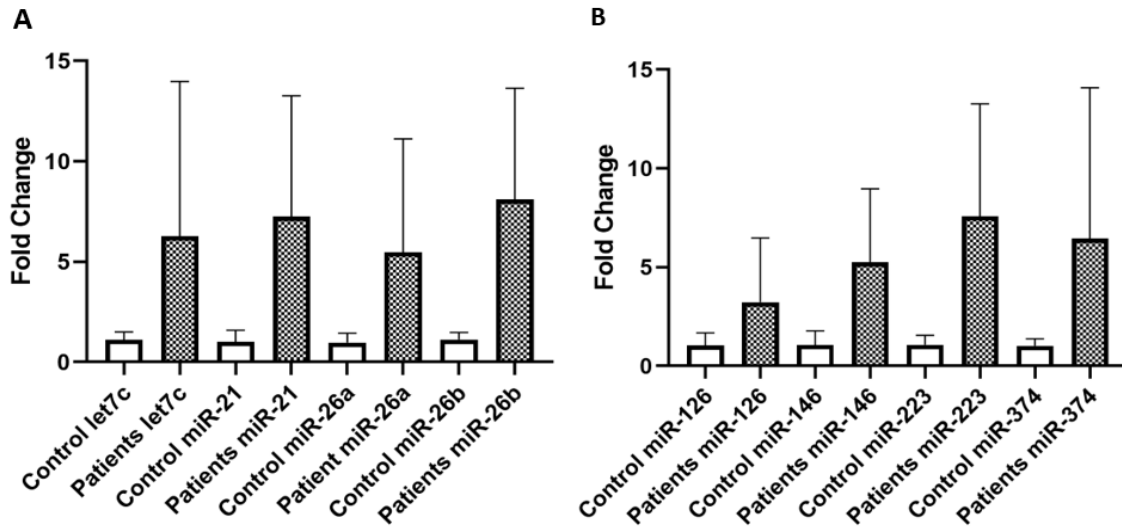 A
Fold Change
15
10
5
0
Control let7c
Patients let7c
Control miR-21
Patients miR-21
Control miR-26a
Patient miR-26a
Control miR-26b
Patients miR-26b
B
Fold Change
15
10
5
0
Control miR-126
Patients miR-126
Control miR-146
Patients miR-146
Control miR-223
Patients miR-223
Control miR-374
Patients miR-374